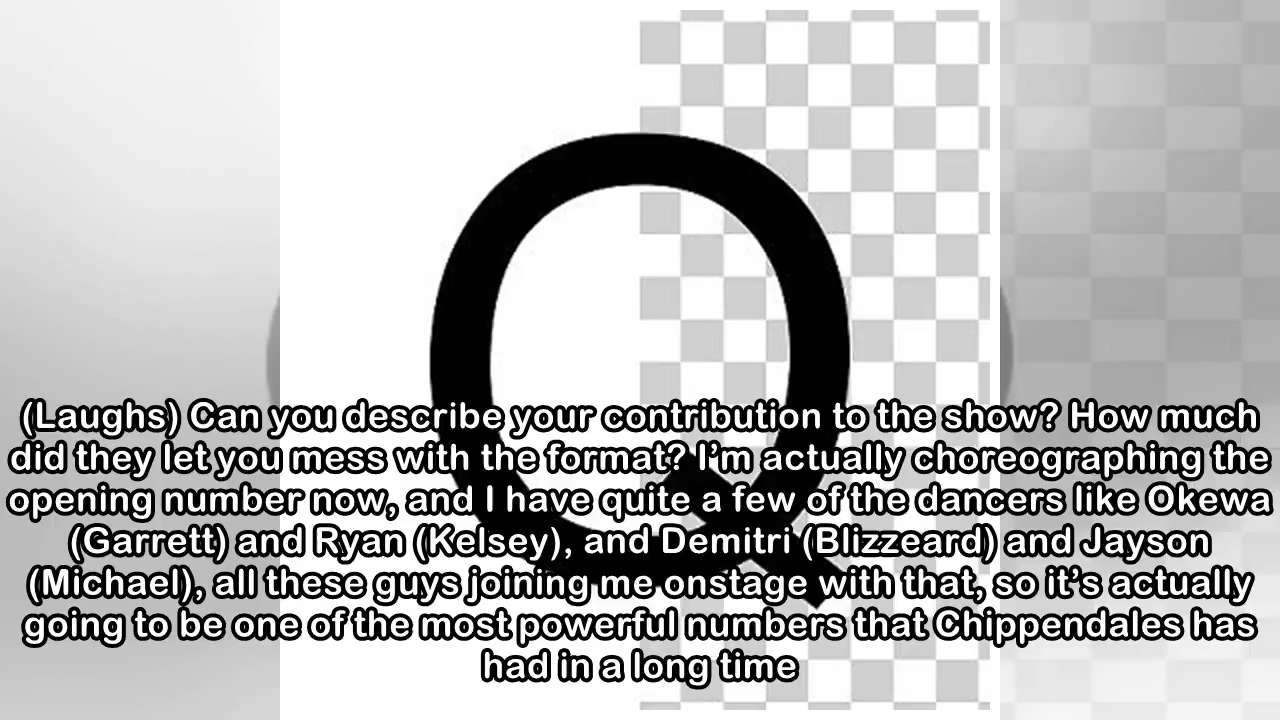 Q
(Laughs) Can you describe your contribution to the show? How much
did they let you mess with the format? I’m actually choreographing the
opening number now, and I have quite a few of the dancers like Okewa
(Garrett) and Ryan (Kelsey), and Demitri (Blizzeard) and Jayson
(Michael), all these guys joining me onstage with that, so it’s actually
going to be one of the most powerful numbers that Chippendales has
had in a long time